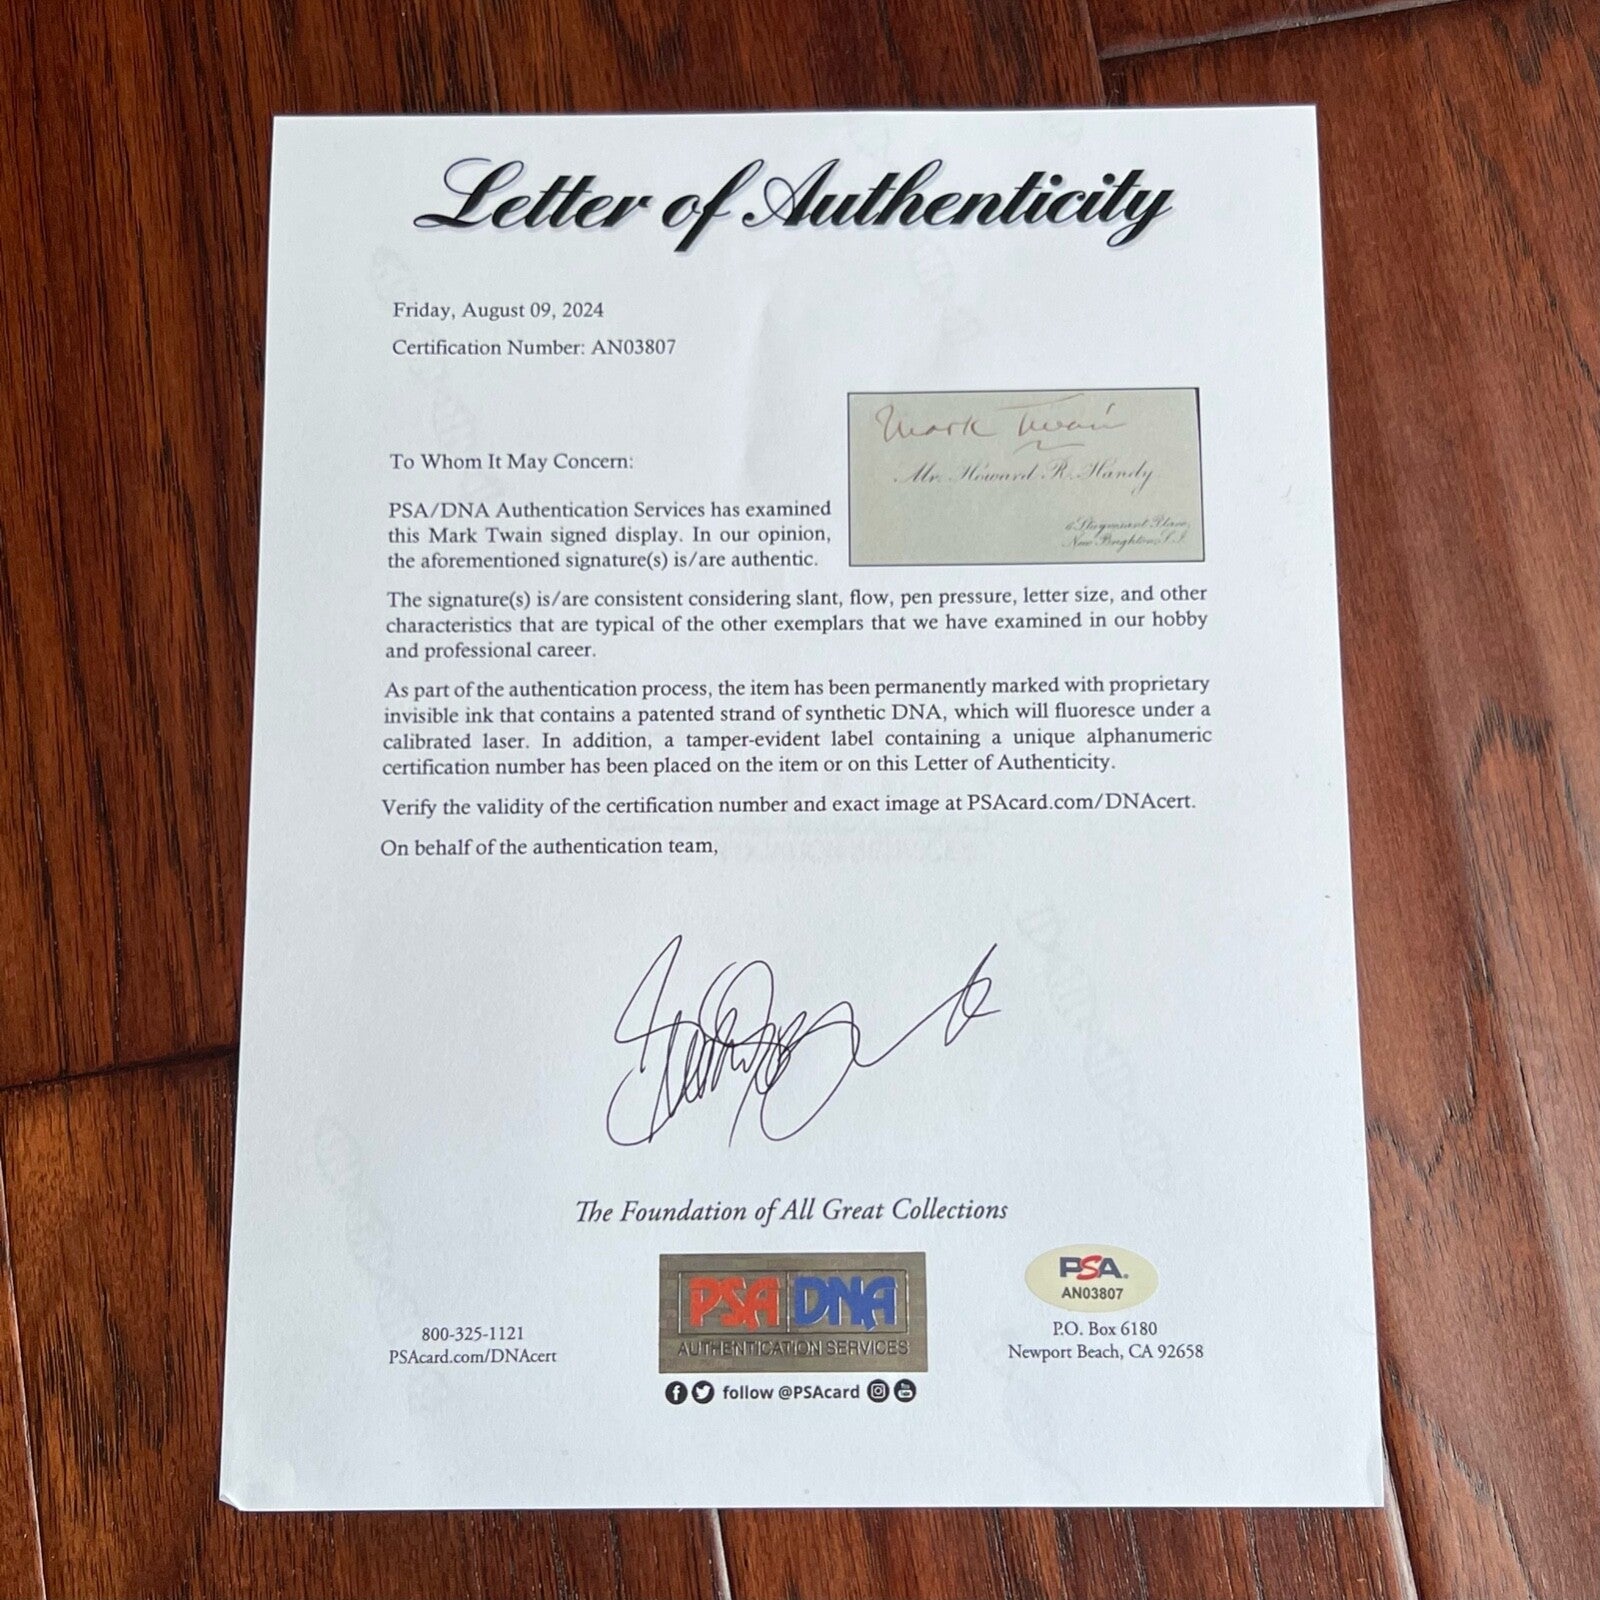 Letter of Authenticity
Friday, August 09, 2024
Certification Number: AN03807
Mark Twain
Mr. Howard R. Handy
6 Stuyvesant Place,
New Brighton, S.I.
To Whom It May Concern:
PSA/DNA Authentication Services has examined
this Mark Twain signed display. In our opinion,
the aforementioned signature(s) is/are authentic.
The signature(s) is/are consistent considering slant, flow, pen pressure, letter size, and other
characteristics that are typical of the other exemplars that we have examined in our hobby
and professional career.
As part of the authentication process, the item has been permanently marked with proprietary
invisible ink that contains a patented strand of synthetic DNA, which will fluoresce under a
calibrated laser. In addition, a tamper-evident label containing a unique alphanumeric
certification number has been placed on the item or on this Letter of Authenticity.
Verify the validity of the certification number and exact image at PSAcard.com/DNAcert.
On behalf of the authentication team,
The Foundation of All Great Collections
PSA DNA
AUTHENTICATION SERVICES
follow @PSAcard
800-325-1121
PSAcard.com/DNAcert
PSA.
AN03807
P.O. Box 6180
Newport Beach, CA 92658